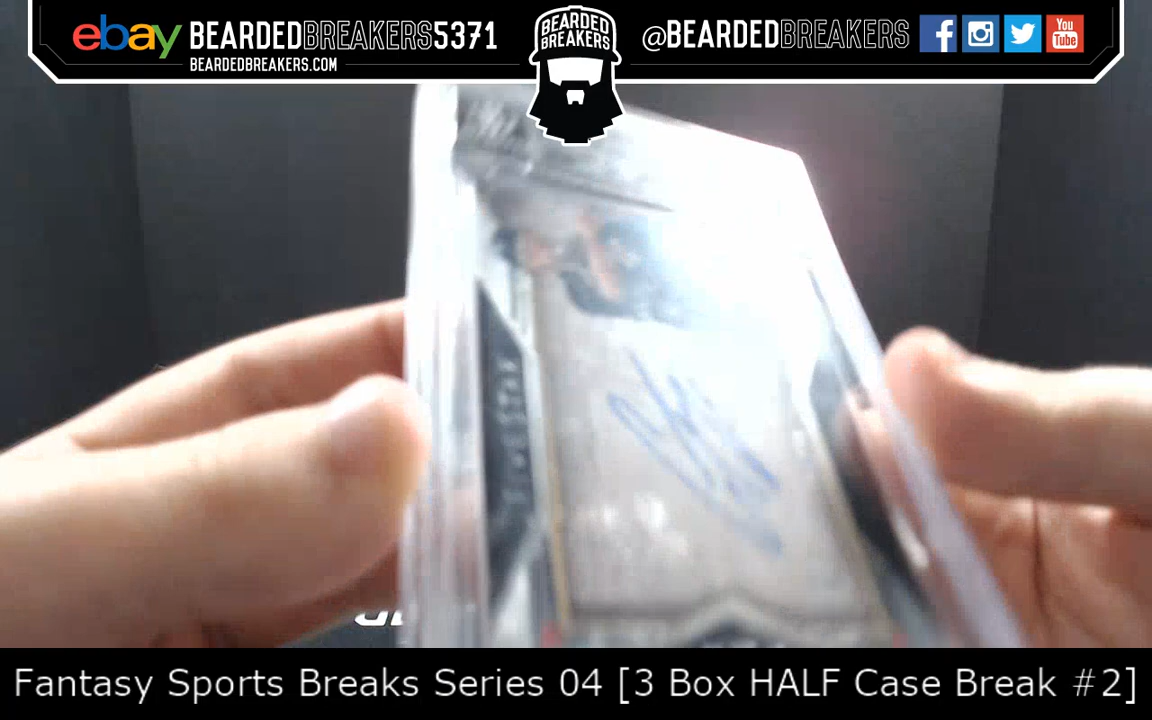 ebay BEARDEDBREAKERS5371
BEARDEDBREAKERS.COM
BEARDED
BREAKERS
@BEARDEDBREAKERS
You
Tube
Fantasy Sports Breaks Series 04 [3 Box HALF Case Break #2]